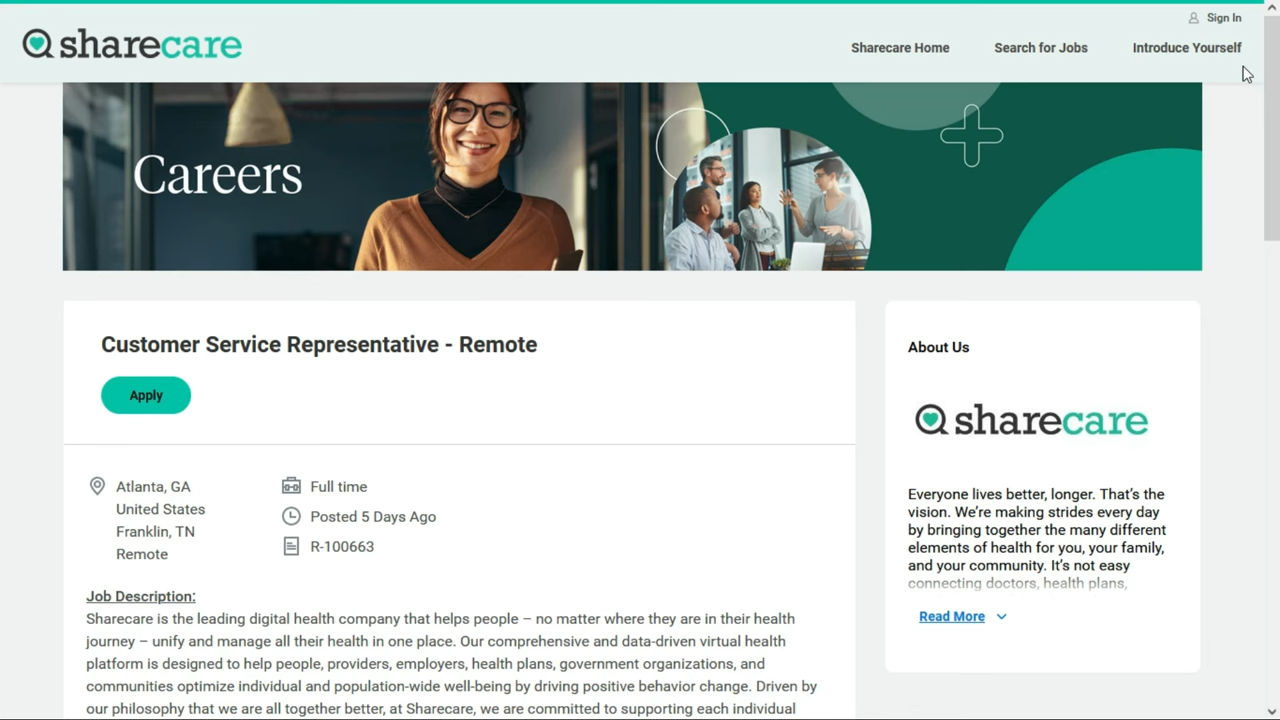 Sign In
sharecare
Sharecare Home
Search for Jobs
Introduce Yourself
Careers
Customer Service Representative - Remote
Apply
Atlanta, GA
United States
Franklin, TN
Remote
Full time
Posted 5 Days Ago
R-100663
Job Description:
Sharecare is the leading digital health company that helps people – no matter where they are in their health
journey – unify and manage all their health in one place. Our comprehensive and data-driven virtual health
platform is designed to help people, providers, employers, health plans, government organizations, and
communities optimize individual and population-wide well-being by driving positive behavior change. Driven by
our philosophy that we are all together better, at Sharecare, we are committed to supporting each individual
About Us
sharecare
Everyone lives better, longer. That's the
vision. We're making strides every day
by bringing together the many different
elements of health for you, your family,
and your community. It's not easy
connecting doctors, health plans,
Read More